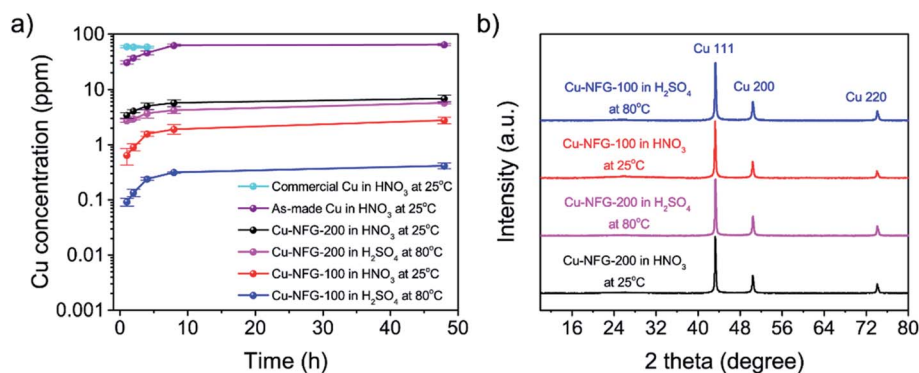 a)
Cu concentration (ppm)
100
10
1
0.1
0.01
0.001
Commercial Cu in HNO₃ at 25°C
As-made Cu in HNO₃ at 25°C
Cu-NFG-200 in HNO₃ at 25°C
Cu-NFG-200 in H₂SO₄ at 80°C
Cu-NFG-100 in HNO₃ at 25°C
Cu-NFG-100 in H₂SO₄ at 80°C
0 10 20 30 40 50
Time (h)
b)
Intensity (a.u.)
Cu 111
Cu 200
Cu 220
Cu-NFG-100 in H₂SO₄
at 80°C
Cu-NFG-100 in HNO₃
at 25°C
Cu-NFG-200 in H₂SO₄
at 80°C
Cu-NFG-200 in HNO₃
at 25°C
16 24 32 40 48 56 64 72 80
2 theta (degree)